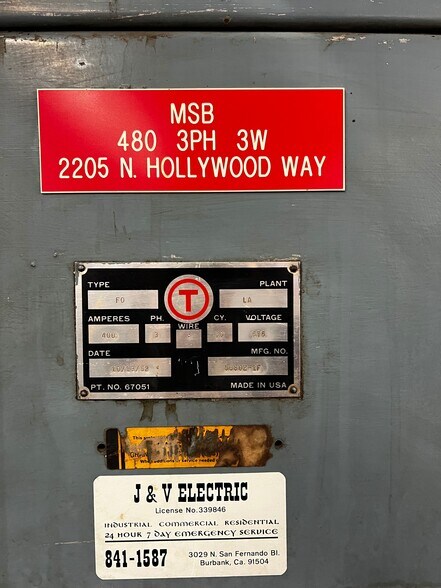 MSB
480 3PH 3W
2205 N. HOLLYWOOD WAY
TYPE
PLANT
FO
T
LA
AMPERES PH. WIRE CY. VOLTAGE
400 3
DATE
MFG. NO.
PT. NO. 67051
MADE IN USA
J & V ELECTRIC
License No. 339846
INDUSTRIAL COMMERCIAL RESIDENTIAL
24 HOUR 7 DAY EMERGENCY SERVICE
841-1587
3029 N. San Fernando Bl.
Burbank, Ca. 91504